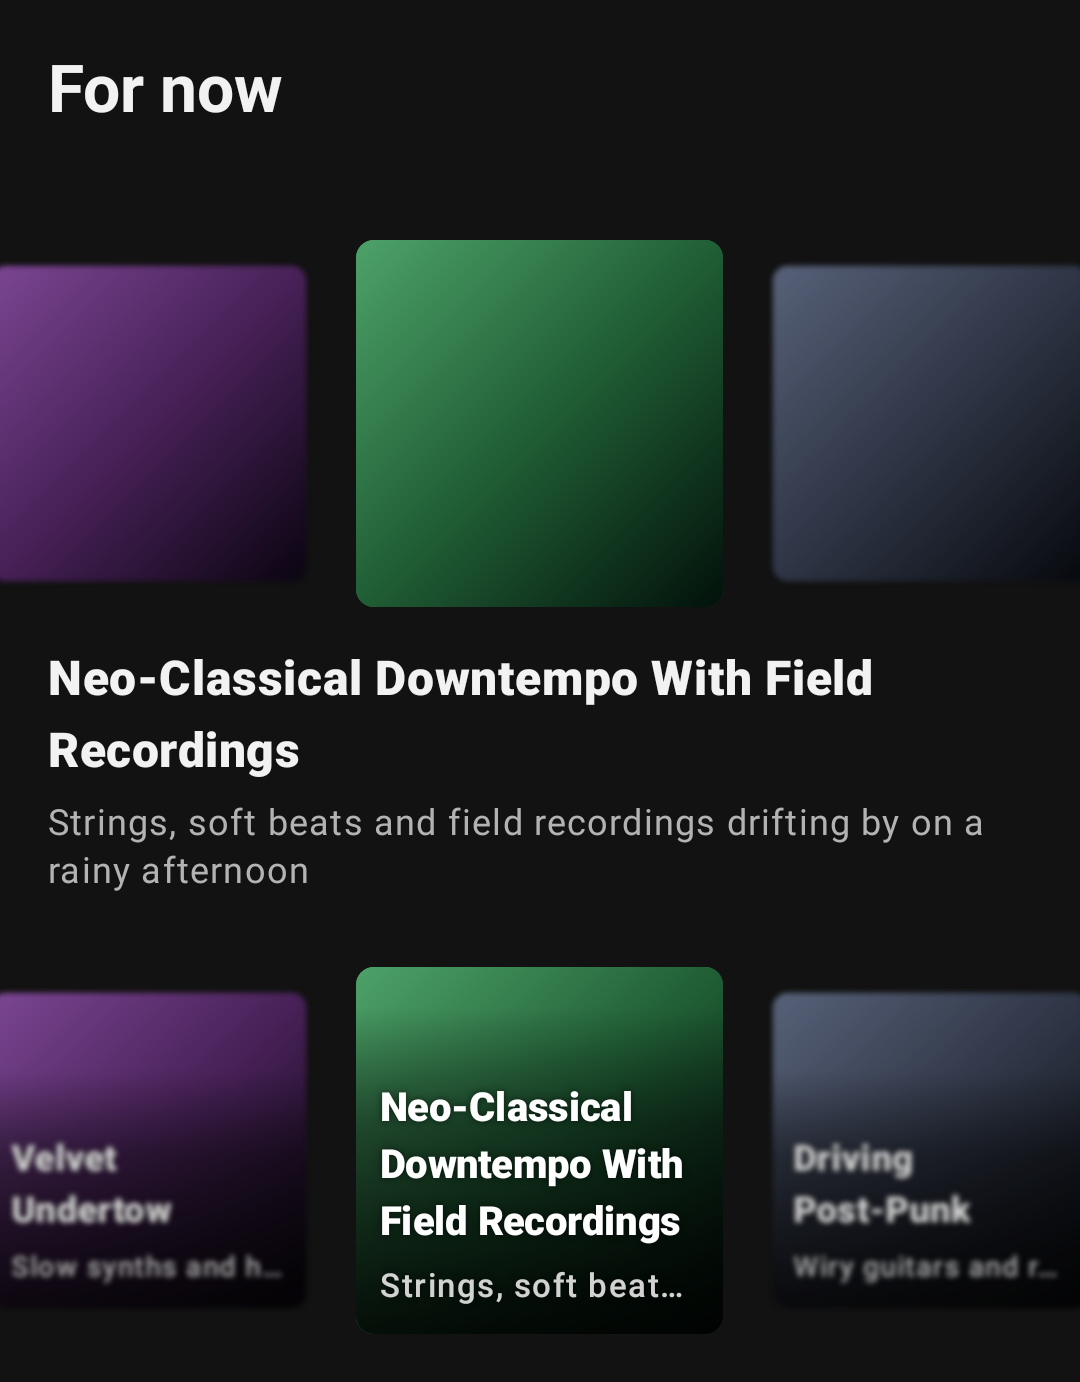 For now
Neo-Classical Downtempo With Field
Recordings
Strings, soft beats and field recordings drifting by on a
rainy afternoon
Velvet
Undertow
Slow synths and h…
Neo-Classical
Downtempo With
Field Recordings
Strings, soft beat…
Driving
Post-Punk
Wiry guitars and r…